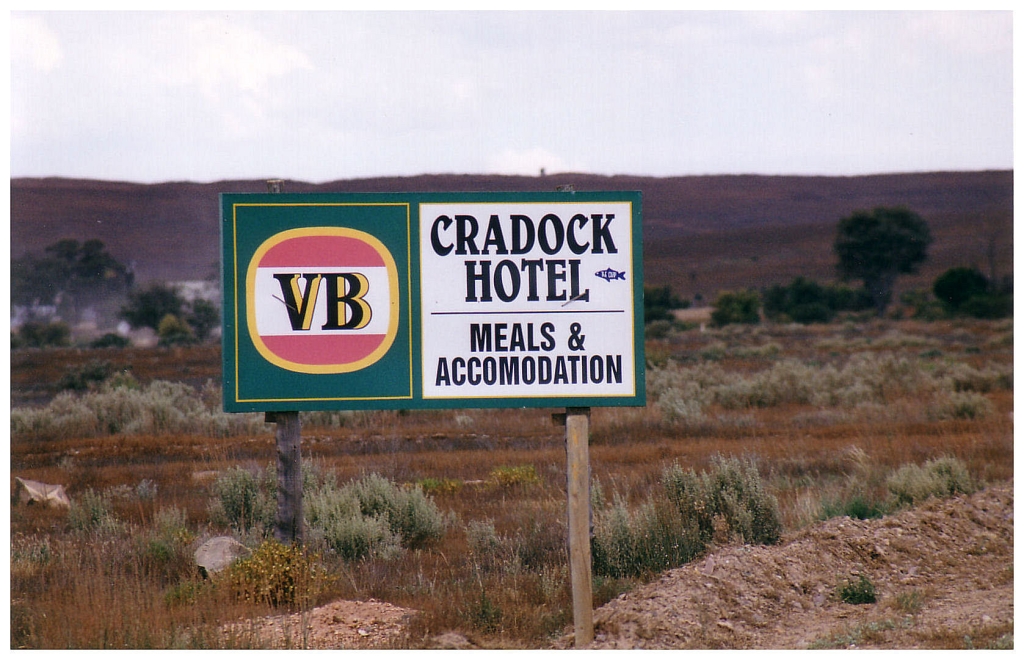 VB
CRADOCK
HOTEL
MEALS &
ACCOMODATION